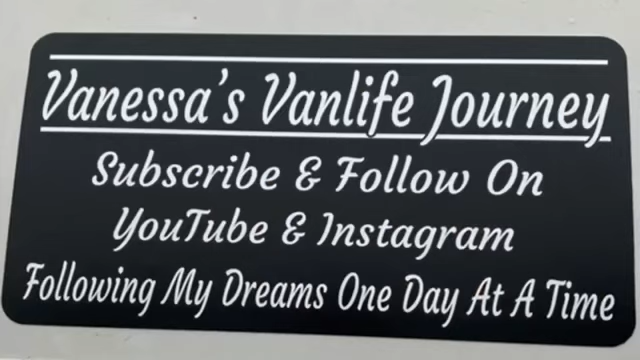 Vanessa's Vanlife Journey
Subscribe & Follow On
YouTube & Instagram
Following My Dreams One Day At A Time